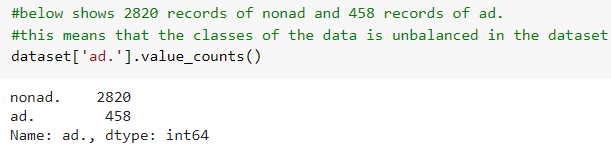 #below shows 2820 records of nonad and 458 records of ad.
#this means that the classes of the data is unbalanced in the dataset
dataset['ad.'].value_counts()
nonad.    2820
ad.        458
Name: ad., dtype: int64